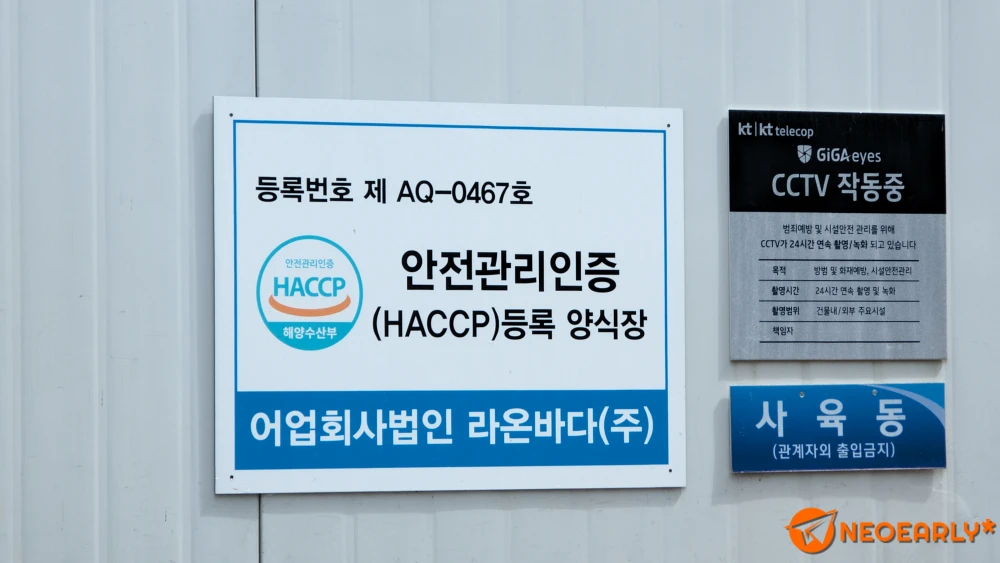 등록번호 제 AQ-0467호
안전관리인증
HACCP
해양수산부
안전관리인증
(HACCP)등록 양식장
어업회사법인 라온바다(주)
kt | kt telecop
GiGAeyes
CCTV 작동중
범죄예방 및 시설안전 관리를 위해
CCTV가 24시간 연속 촬영/녹화 되고 있습니다
목적 방범 및 화재예방, 시설안전관리
촬영시간 24시간 연속 촬영 및 녹화
촬영범위 건물내/외부 주요시설
책임자
사 육 동
(관계자외 출입금지)
NEOEARLY*